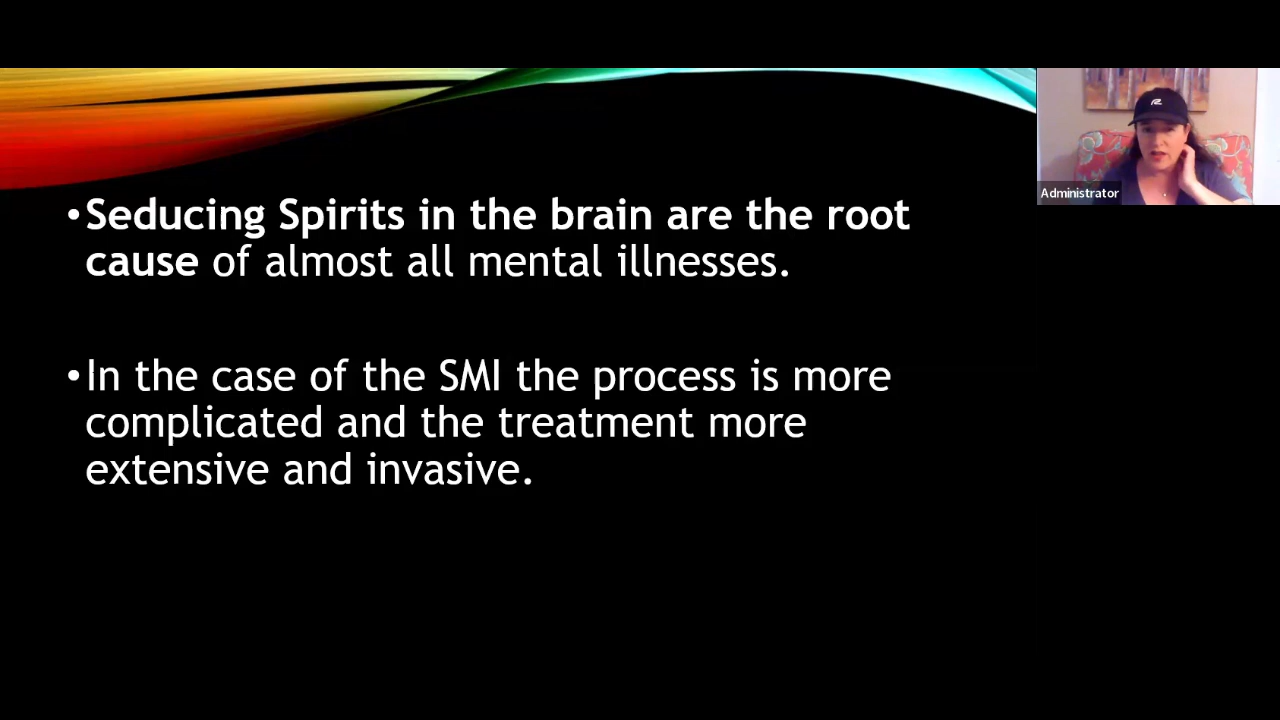 •Seducing Spirits in the brain are the root
cause of almost all mental illnesses.
•In the case of the SMI the process is more
complicated and the treatment more
extensive and invasive.
Administrator